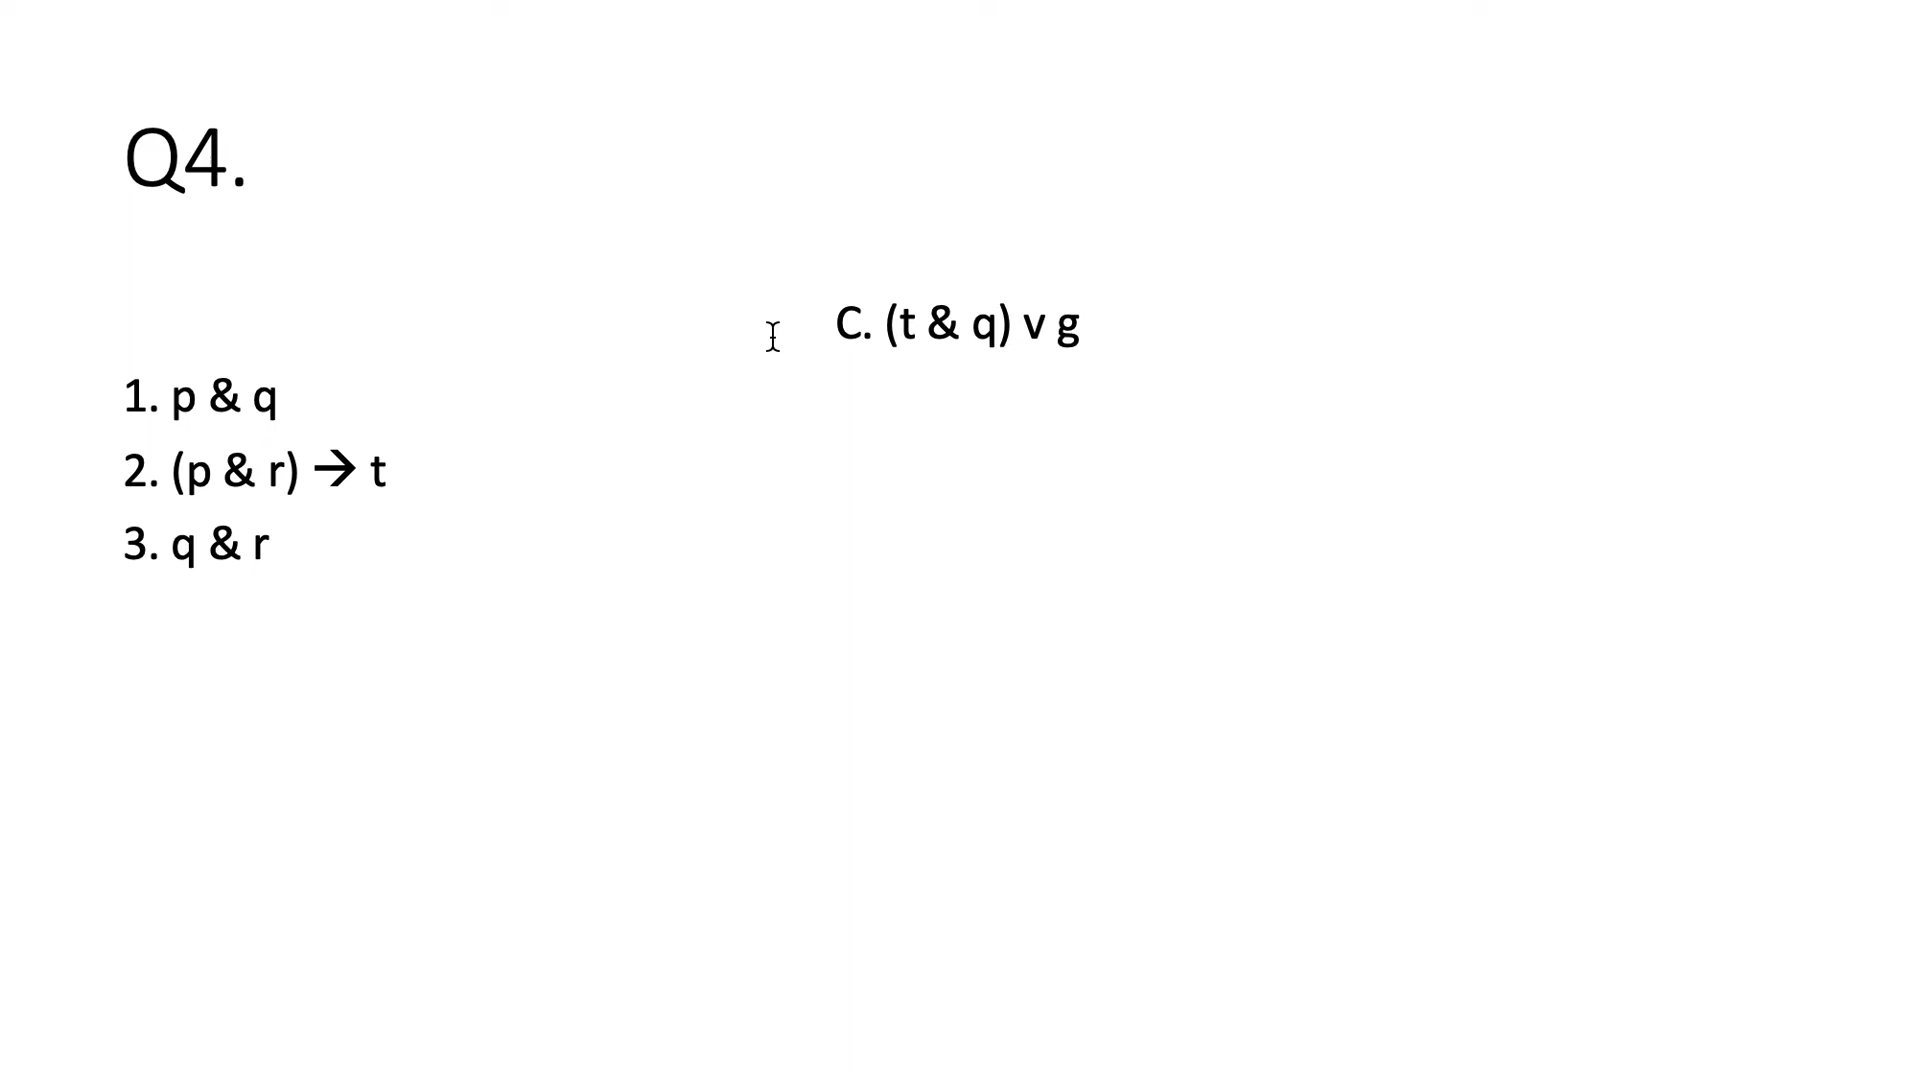 Q4.
C. (t & q) v g
1. p & q
2. (p & r) → t
3. q & r